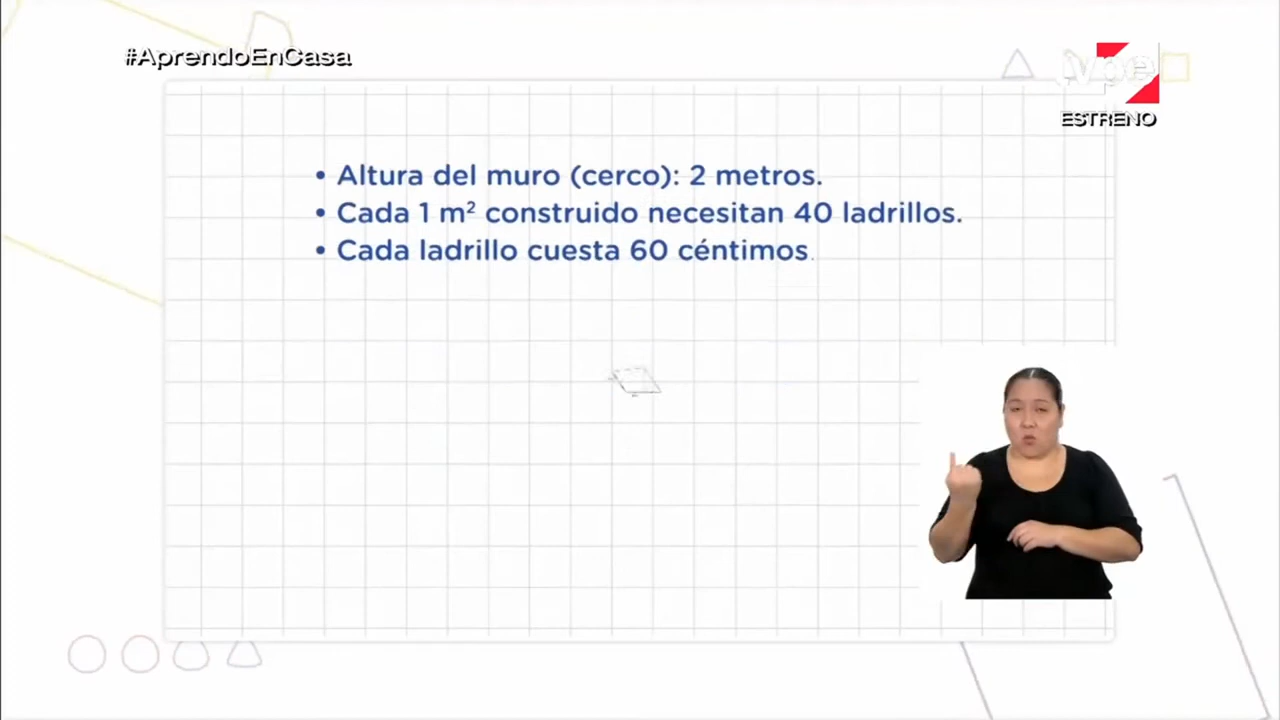 #AprendoEnCasa
tvpe
ESTRENO
• Altura del muro (cerco): 2 metros.
• Cada 1 m² construido necesitan 40 ladrillos.
• Cada ladrillo cuesta 60 céntimos.